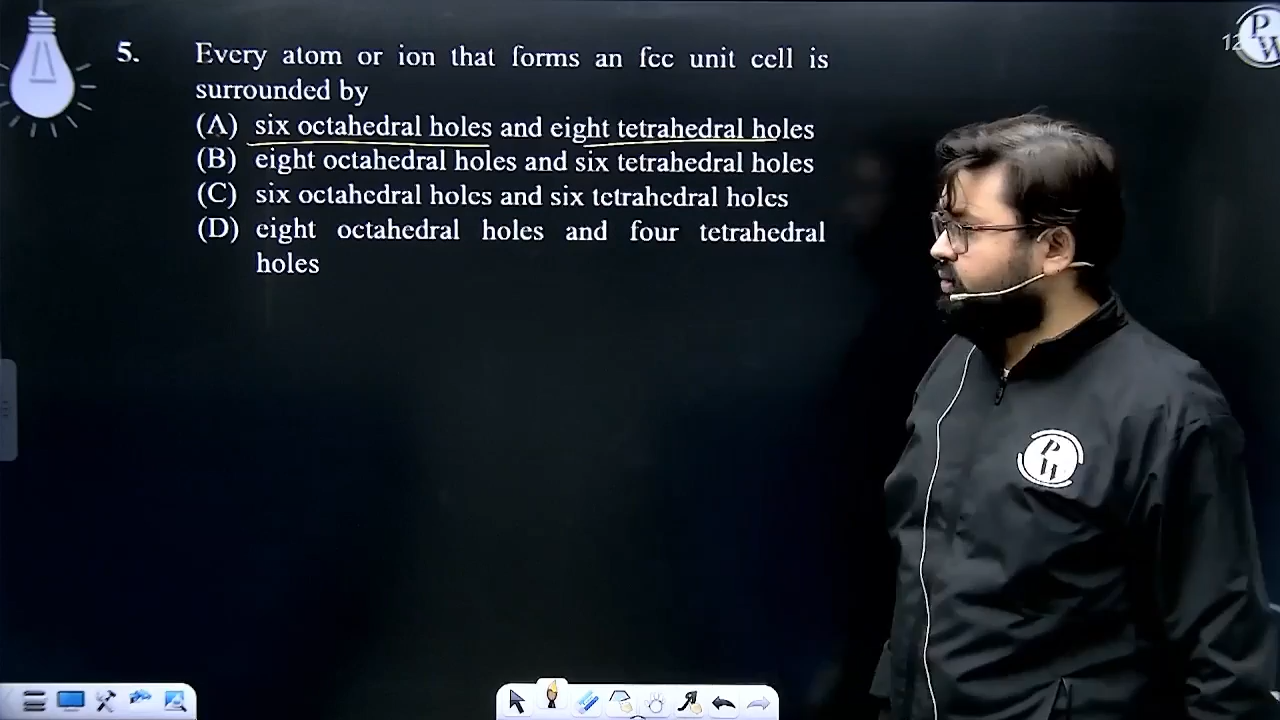 5. Every atom or ion that forms an fcc unit cell is
surrounded by
(A) six octahedral holes and eight tetrahedral holes
(B) eight octahedral holes and six tetrahedral holes
(C) six octahedral holes and six tetrahedral holes
(D) eight octahedral holes and four tetrahedral
holes
12
P
W
P
W